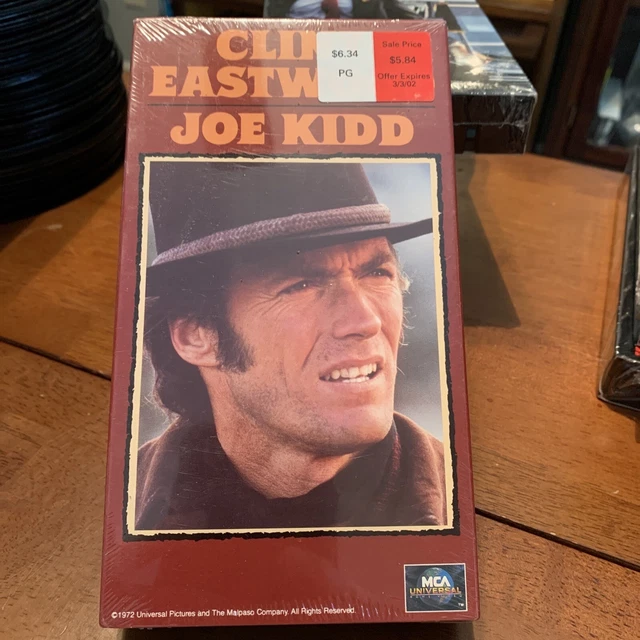 CLI
EASTW
$6.34
PG
Sale Price
$5.84
Offer Expires
3/3/02
JOE KIDD
MCA
UNIVERSAL
TM
©1972 Universal Pictures and The Malpaso Company. All Rights Reserved.